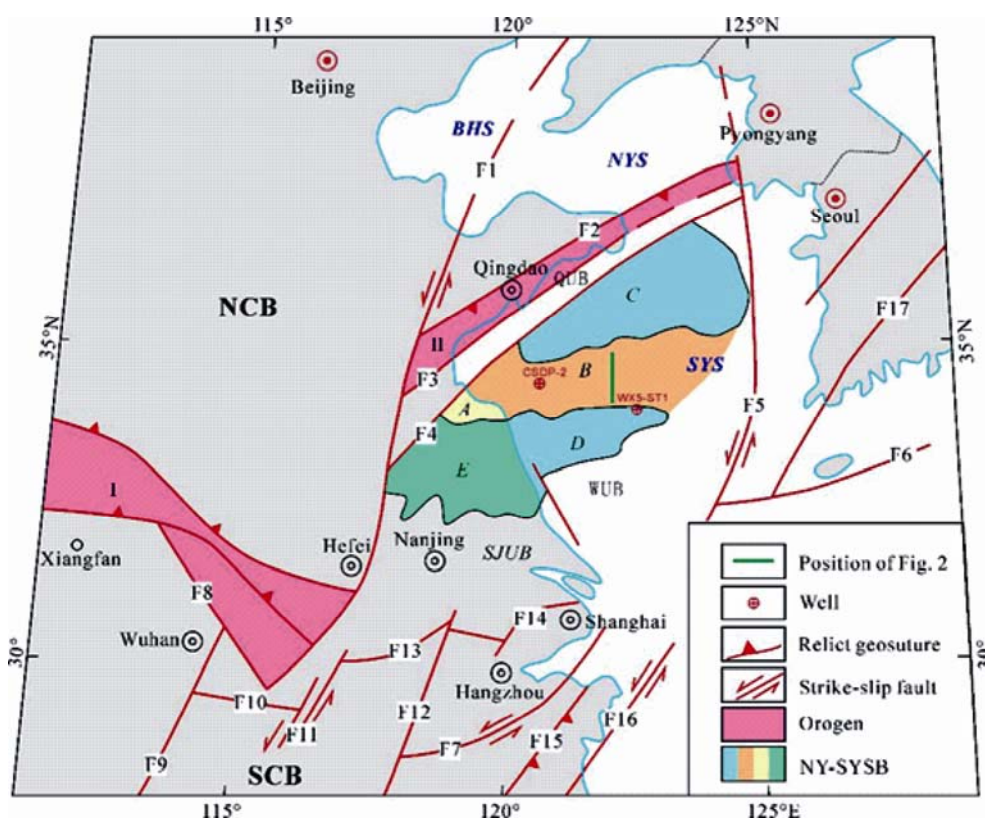 115°
120°
125°N
Beijing
BHS
F1
NYS
Pyongyang
Seoul
F2
Qingdao
QUB
C
NCB
II
F17
35°N
35°N
F3
CSDP-2
B
SYS
WX5-ST1
A
F4
F5
E
D
F6
I
WUB
Xiangfan
Hefei
Nanjing
SJUB
F8
Wuhan
F14
Shanghai
F13
30°
30°
Hangzhou
F10
F12
F11
F16
F7
F15
F9
SCB
Position of Fig. 2
Well
Relict geosuture
Strike-slip fault
Orogen
NY-SYSB
115°
120°
125°E